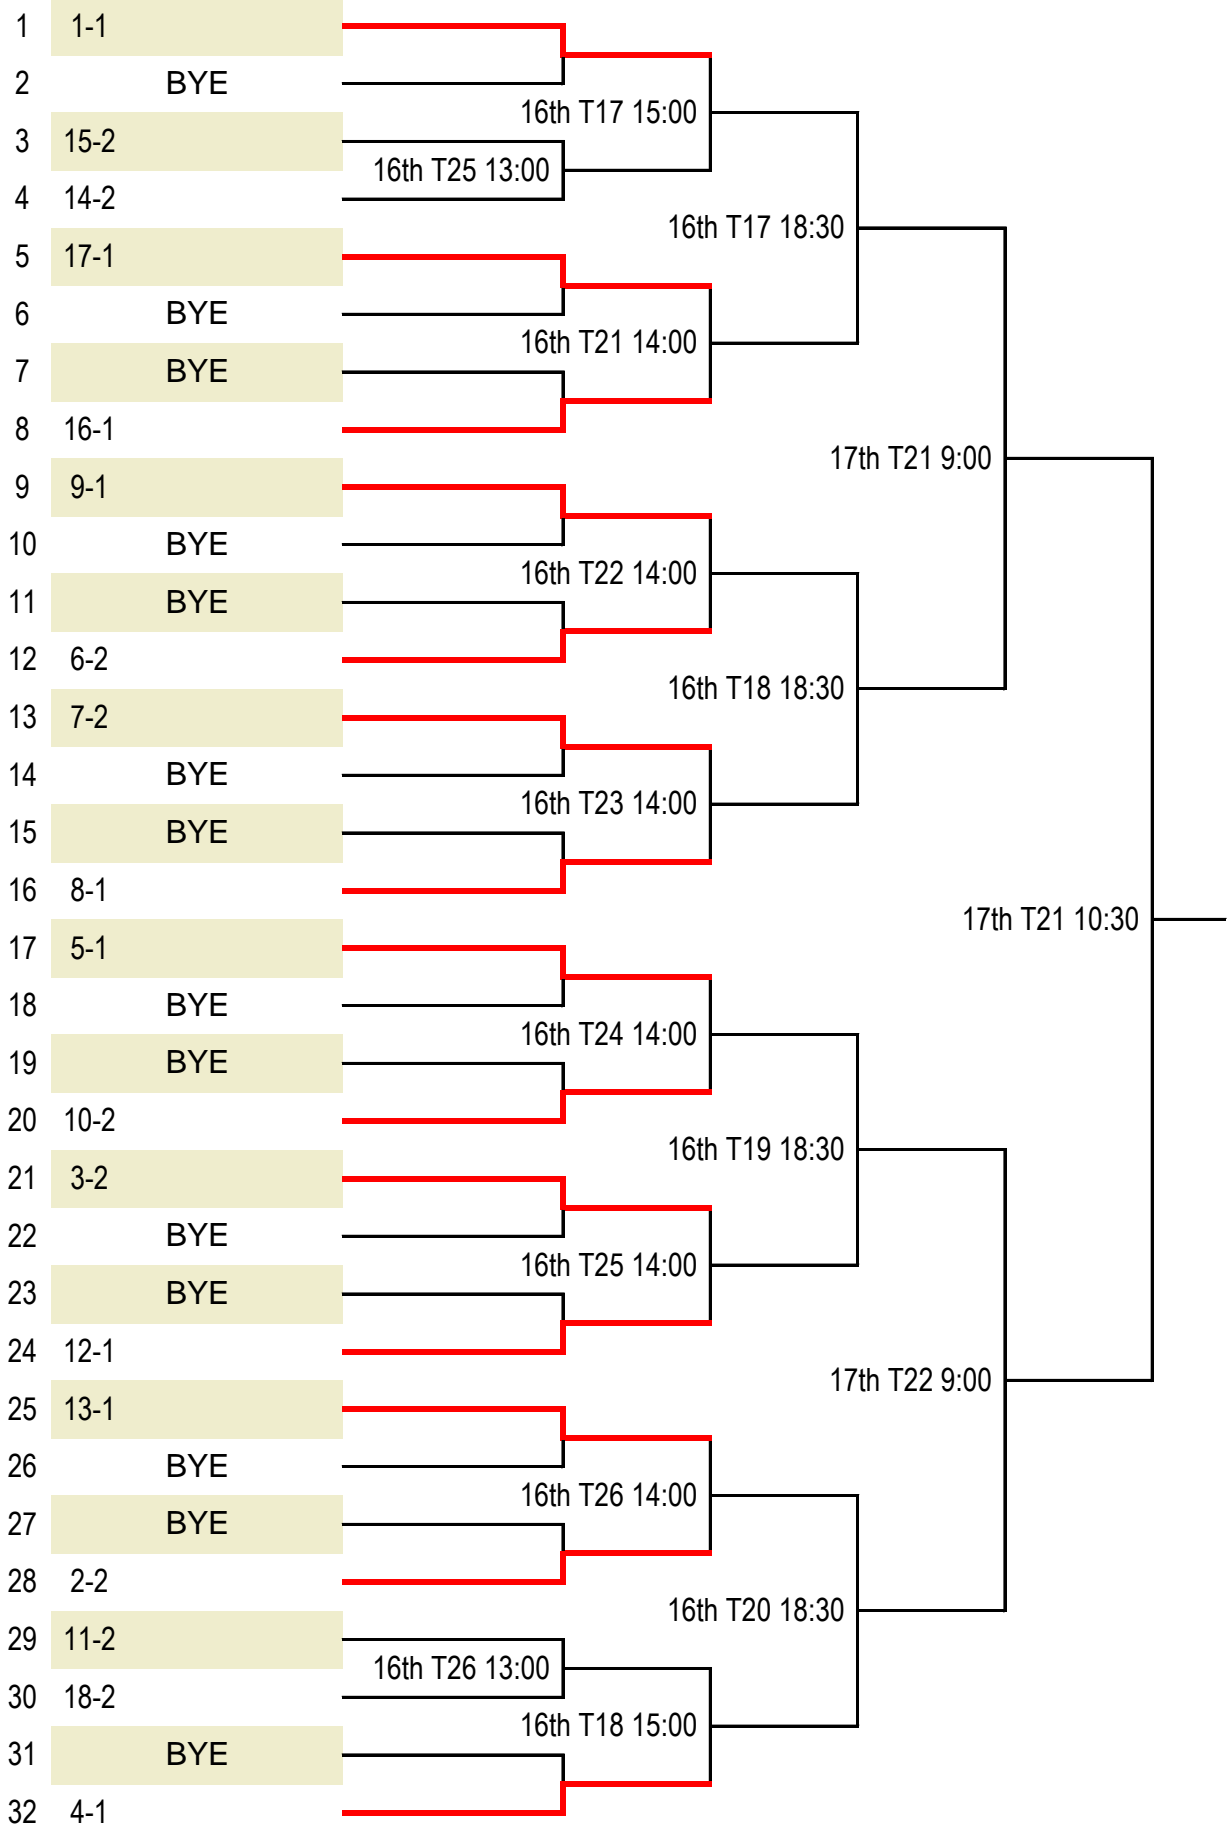 1 1-1
2 BYE
16th T17 15:00
3 15-2
16th T25 13:00
4 14-2
16th T17 18:30
5 17-1
6 BYE
16th T21 14:00
7 BYE
8 16-1
17th T21 9:00
9 9-1
10 BYE
16th T22 14:00
11 BYE
12 6-2
16th T18 18:30
13 7-2
14 BYE
16th T23 14:00
15 BYE
16 8-1
17th T21 10:30
17 5-1
18 BYE
16th T24 14:00
19 BYE
20 10-2
16th T19 18:30
21 3-2
22 BYE
16th T25 14:00
23 BYE
24 12-1
17th T22 9:00
25 13-1
26 BYE
16th T26 14:00
27 BYE
28 2-2
16th T20 18:30
29 11-2
16th T26 13:00
30 18-2
16th T18 15:00
31 BYE
32 4-1